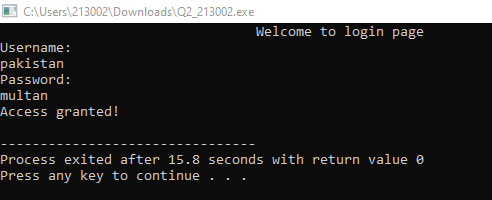 C:\Users\213002\Downloads\Q2_213002.exe
Welcome to login page
Username:
pakistan
Password:
multan
Access granted!
--------------------------------
Process exited after 15.8 seconds with return value 0
Press any key to continue . . .